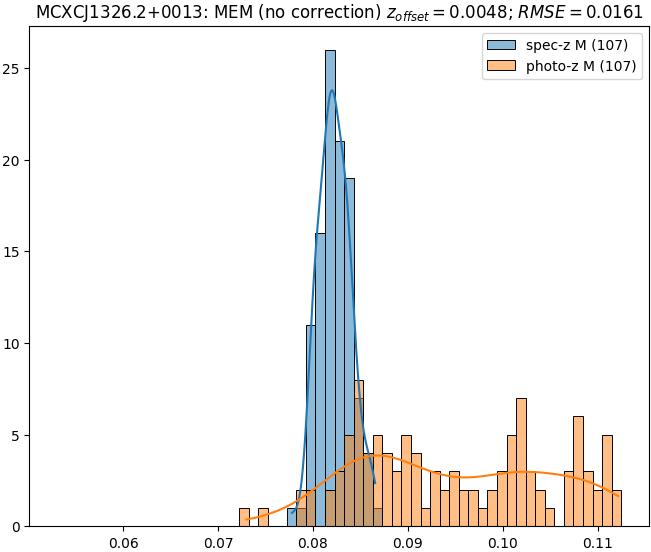 MCXCJ1326.2+0013: MEM (no correction) z_offset = 0.0048; RMSE = 0.0161
spec-z M (107)
photo-z M (107)
25
20
15
10
5
0
0.06 0.07 0.08 0.09 0.10 0.11